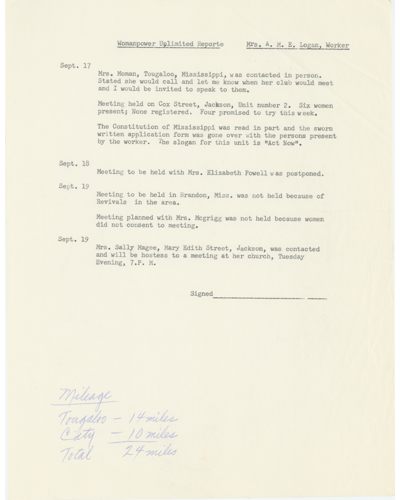 Womanpower Unlimited Reports Mrs. A. M. E. Logan, Worker
Sept. 17
Mrs. Moman, Tougaloo, Mississippi, was contacted in person.
Stated she would call and let me know when her club would meet
and I would be invited to speak to them.
Meeting held on Cox Street, Jackson, Unit number 2. Six women
present; None registered. Four promised to try this week.
The Constitution of Mississippi was read in part and the sworn
written application form was gone over with the persons present
by the worker. The slogan for this unit is "Act Now".
Sept. 18
Meeting to be held with Mrs. Elizabeth Powell was postponed.
Sept. 19
Meeting to be held in Brandon, Miss. was not held because of
Revivals in the area.
Meeting planned with Mrs. Mcgrigg was not held because women
did not consent to meeting.
Sept. 19
Mrs. Sally Magee, Mary Edith Street, Jackson, was contacted
and will be hostess to a meeting at her church, Tuesday
Evening, 7.P. M.
Signed
Mileage
Tougaloo - 14 miles
City - 10 miles
Total 24 miles